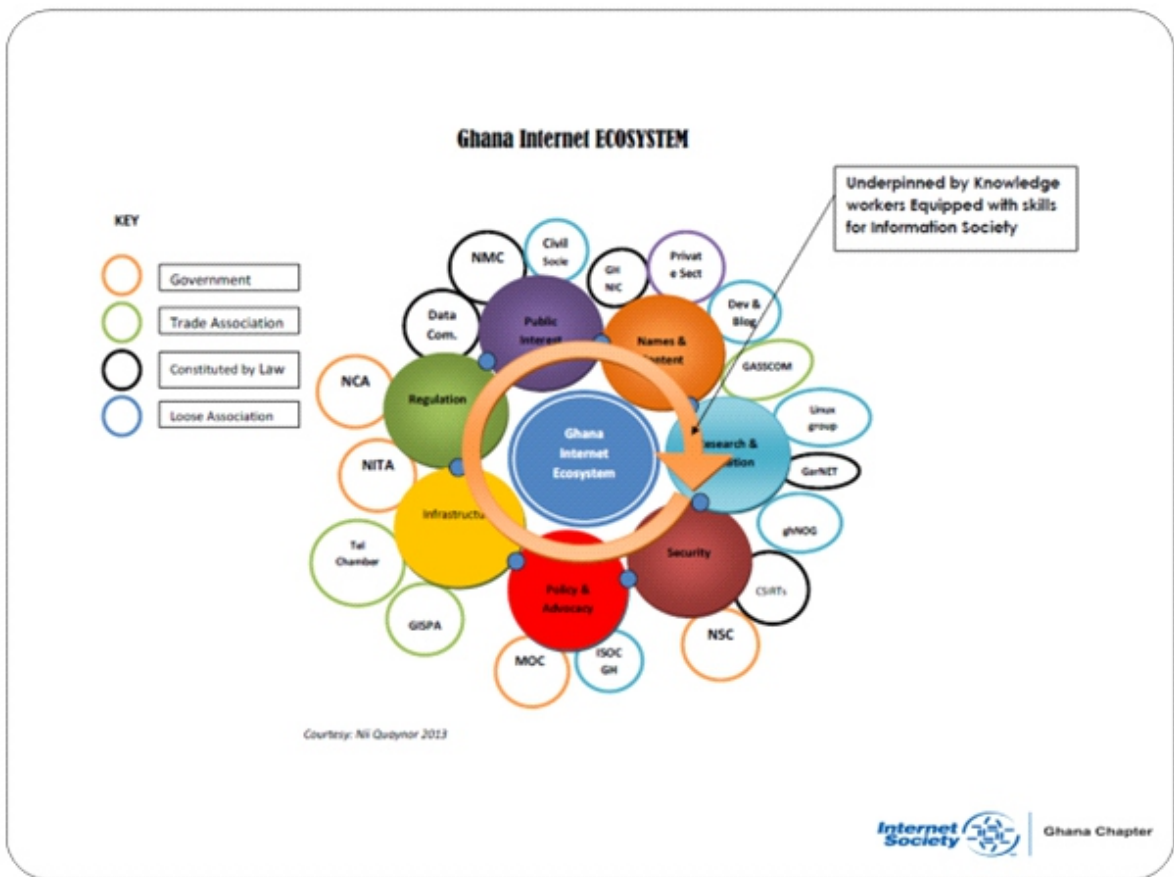 Ghana Internet ECOSYSTEM
Underpinned by Knowledge
workers Equipped with skills
for Information Society
KEY
Government
Trade Association
Constituted by Law
Loose Association
NMC
Civil
Socie
GH
NIC
Privat
e Sect
Data
Com.
Public
Interest
Names &
Content
Dev &
Blog
GASSCOM
NCA
Regulation
Linux
group
Ghana
Internet
Ecosystem
Research &
GarNET
NITA
Infrastructu
ghNOG
Tel
Chamber
Security
CSIRTs
Policy &
Advocacy
GISPA
NSC
MOC
ISOC
GH
Courtesy: Nii Quaynor 2013
Internet
Society
Ghana Chapter